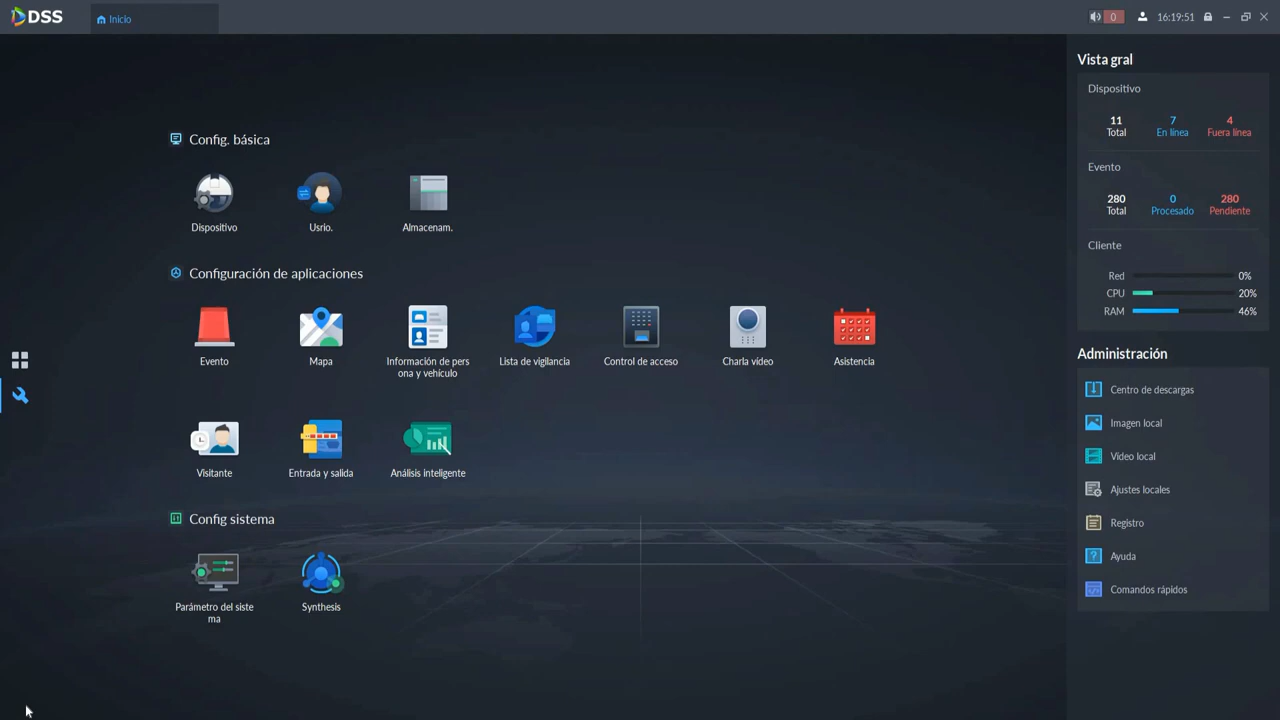 DSS
Inicio
0
16:19:51
Config. básica
Dispositivo
Usrio.
Almacenam.
Configuración de aplicaciones
Evento
Mapa
Información de pers
ona y vehículo
Lista de vigilancia
Control de acceso
Charla vídeo
Asistencia
Visitante
Entrada y salida
Análisis inteligente
Config sistema
Parámetro del siste
ma
Synthesis
Vista gral
Dispositivo
11 7 4
Total En línea Fuera línea
Evento
280 0 280
Total Procesado Pendiente
Cliente
Red 0%
CPU 20%
RAM 46%
Administración
Centro de descargas
Imagen local
Vídeo local
Ajustes locales
Registro
Ayuda
Comandos rápidos